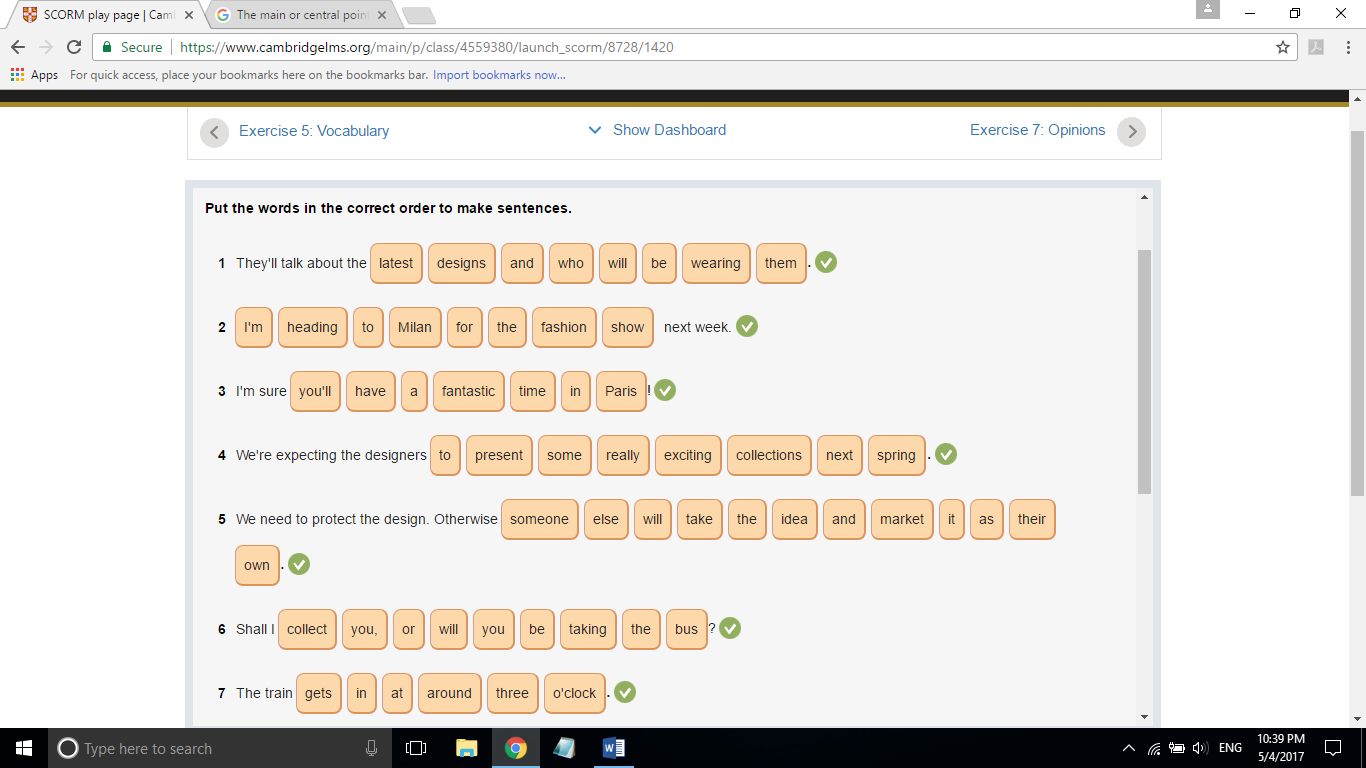 SCORM play page | Cam
The main or central poin
Secure
https://www.cambridgelms.org/main/p/class/4559380/launch_scorm/8728/1420
Apps For quick access, place your bookmarks here on the bookmarks bar. Import bookmarks now...
Exercise 5: Vocabulary Show Dashboard Exercise 7: Opinions
Put the words in the correct order to make sentences.
1 They'll talk about the latest designs and who will be wearing them .
2 I'm heading to Milan for the fashion show next week.
3 I'm sure you'll have a fantastic time in Paris !
4 We're expecting the designers to present some really exciting collections next spring .
5 We need to protect the design. Otherwise someone else will take the idea and market it as their
own .
6 Shall I collect you, or will you be taking the bus ?
7 The train gets in at around three o'clock .
Type here to search
ENG
10:39 PM
5/4/2017